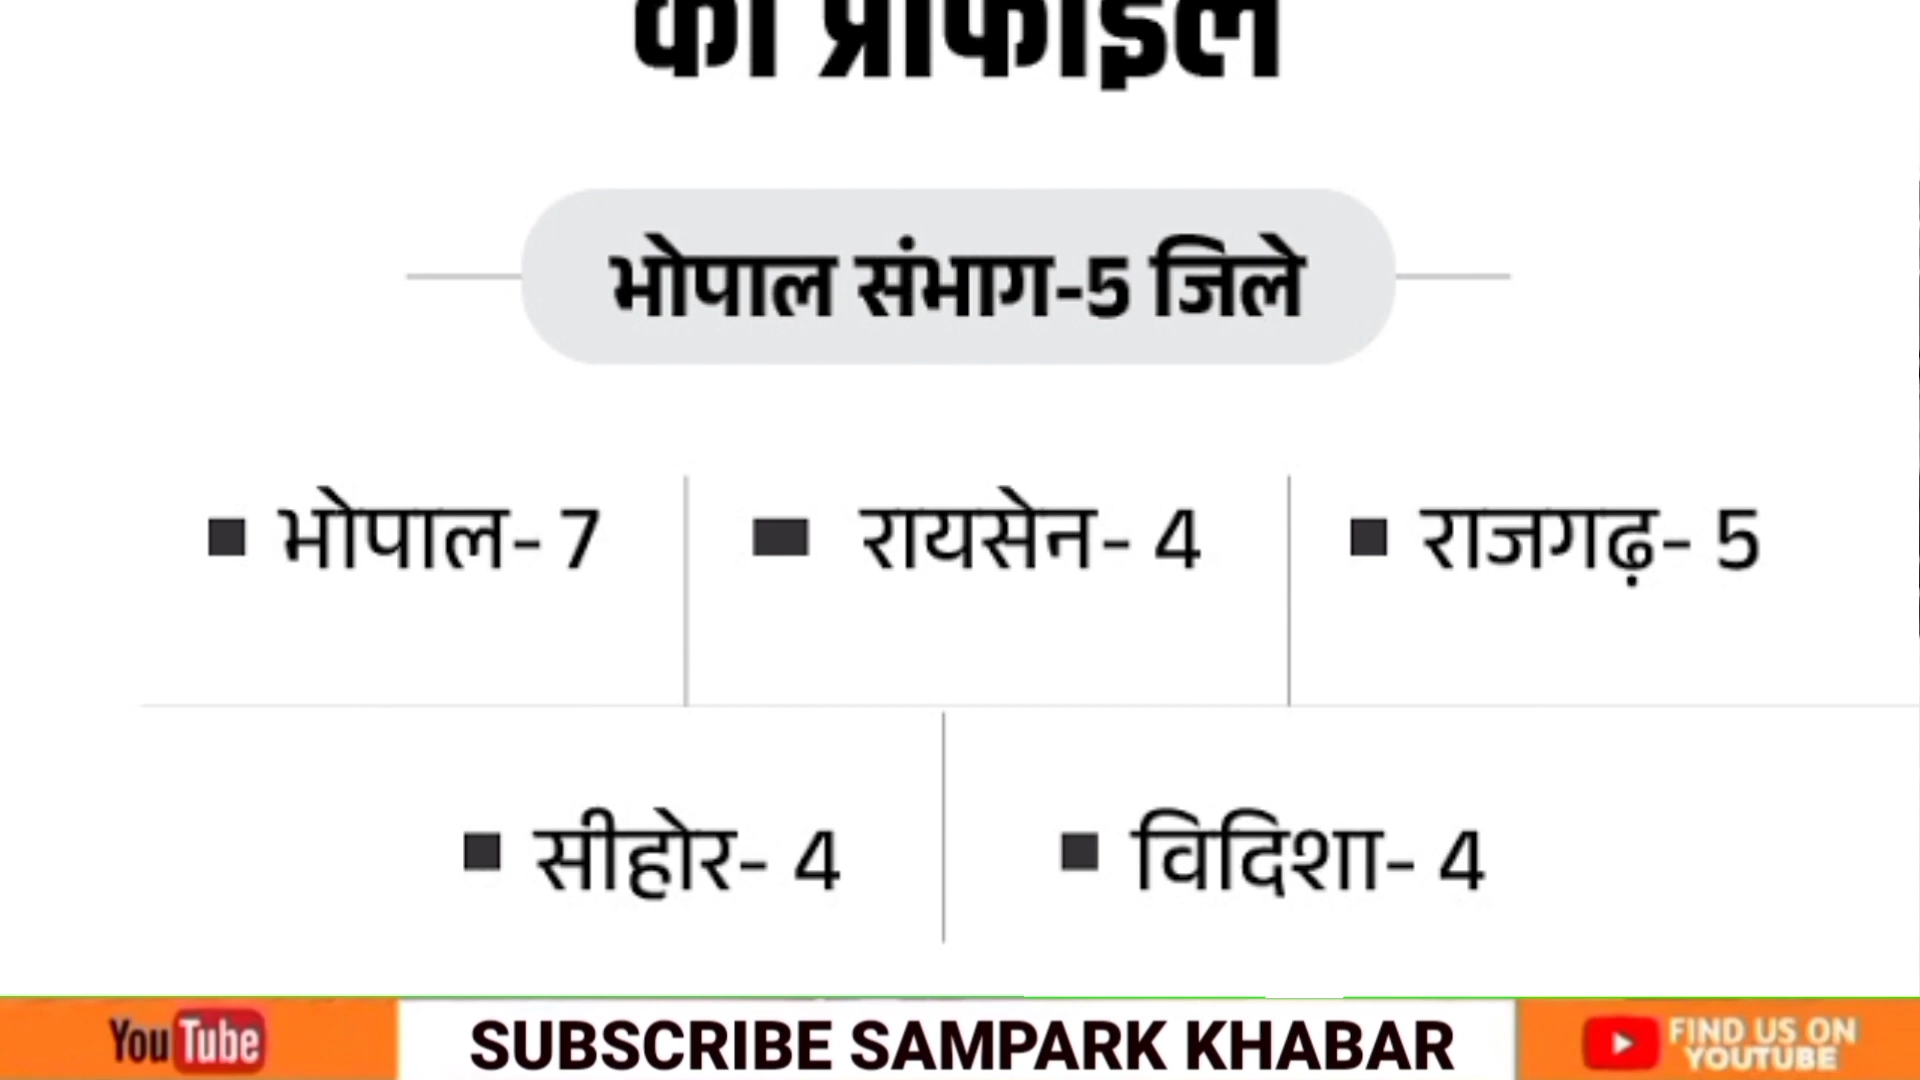 की प्रोफाइल
भोपाल संभाग-5 जिले
▪ भोपाल- 7
▪ रायसेन- 4
▪ राजगढ़- 5
▪ सीहोर- 4
▪ विदिशा- 4
YouTube
SUBSCRIBE SAMPARK KHABAR
FIND US ON
YOUTUBE